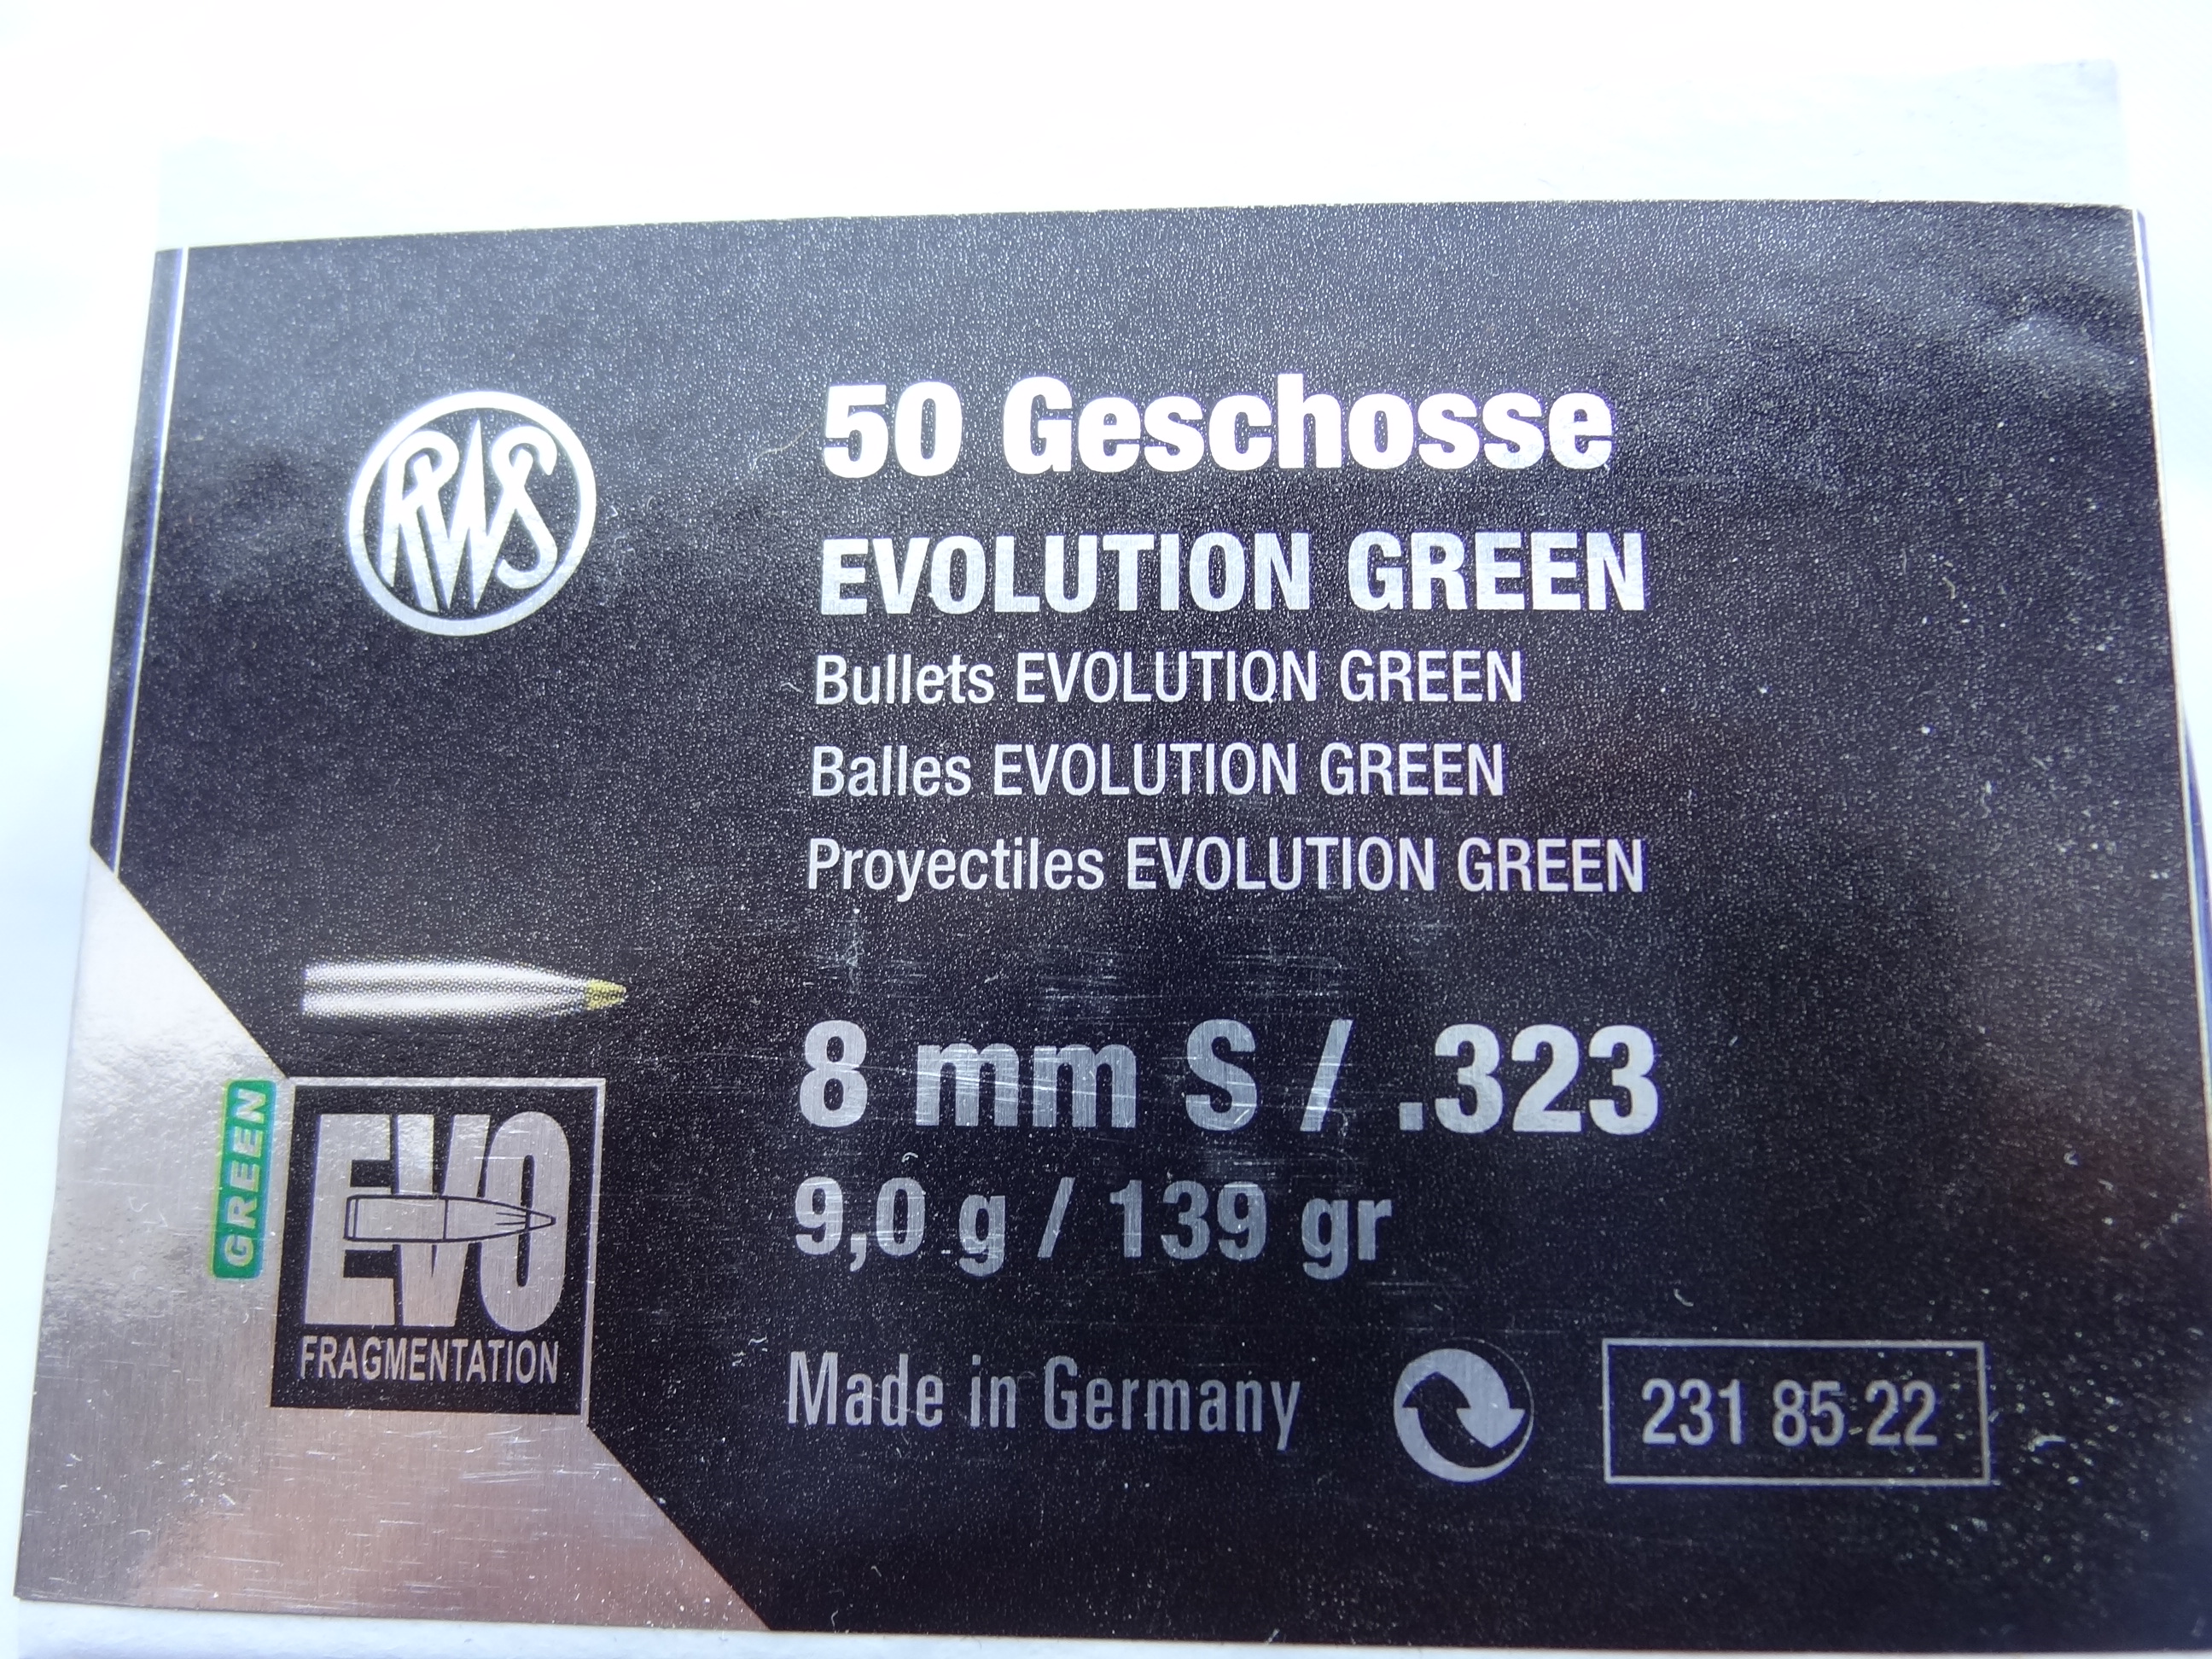 RWS
50 Geschosse
EVOLUTION GREEN
Bullets EVOLUTION GREEN
Balles EVOLUTION GREEN
Proyectiles EVOLUTION GREEN
8 mm S / .323
9,0 g / 139 gr
Made in Germany
231 85 22
GREEN
EVO
FRAGMENTATION